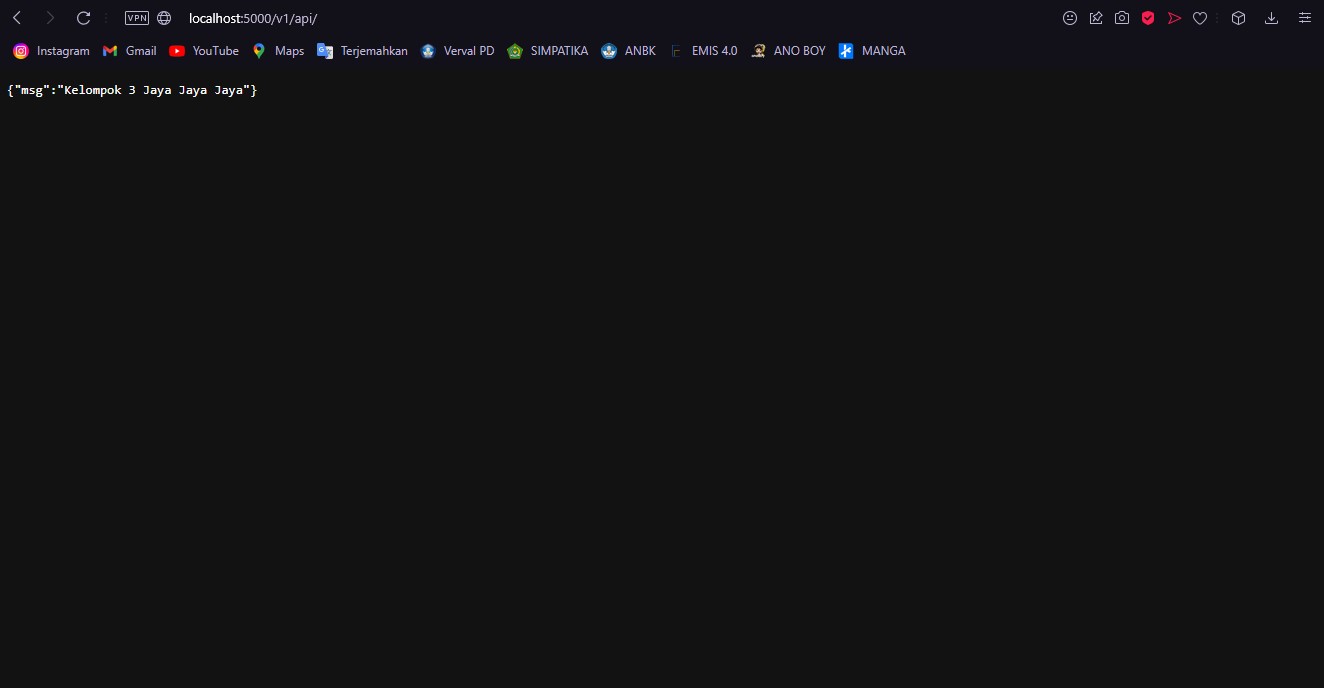 VPN localhost:5000/v1/api/
Instagram Gmail YouTube Maps Terjemahkan Verval PD SIMPATIKA ANBK EMIS 4.0 ANO BOY MANGA
{"msg":"Kelompok 3 Jaya Jaya Jaya"}